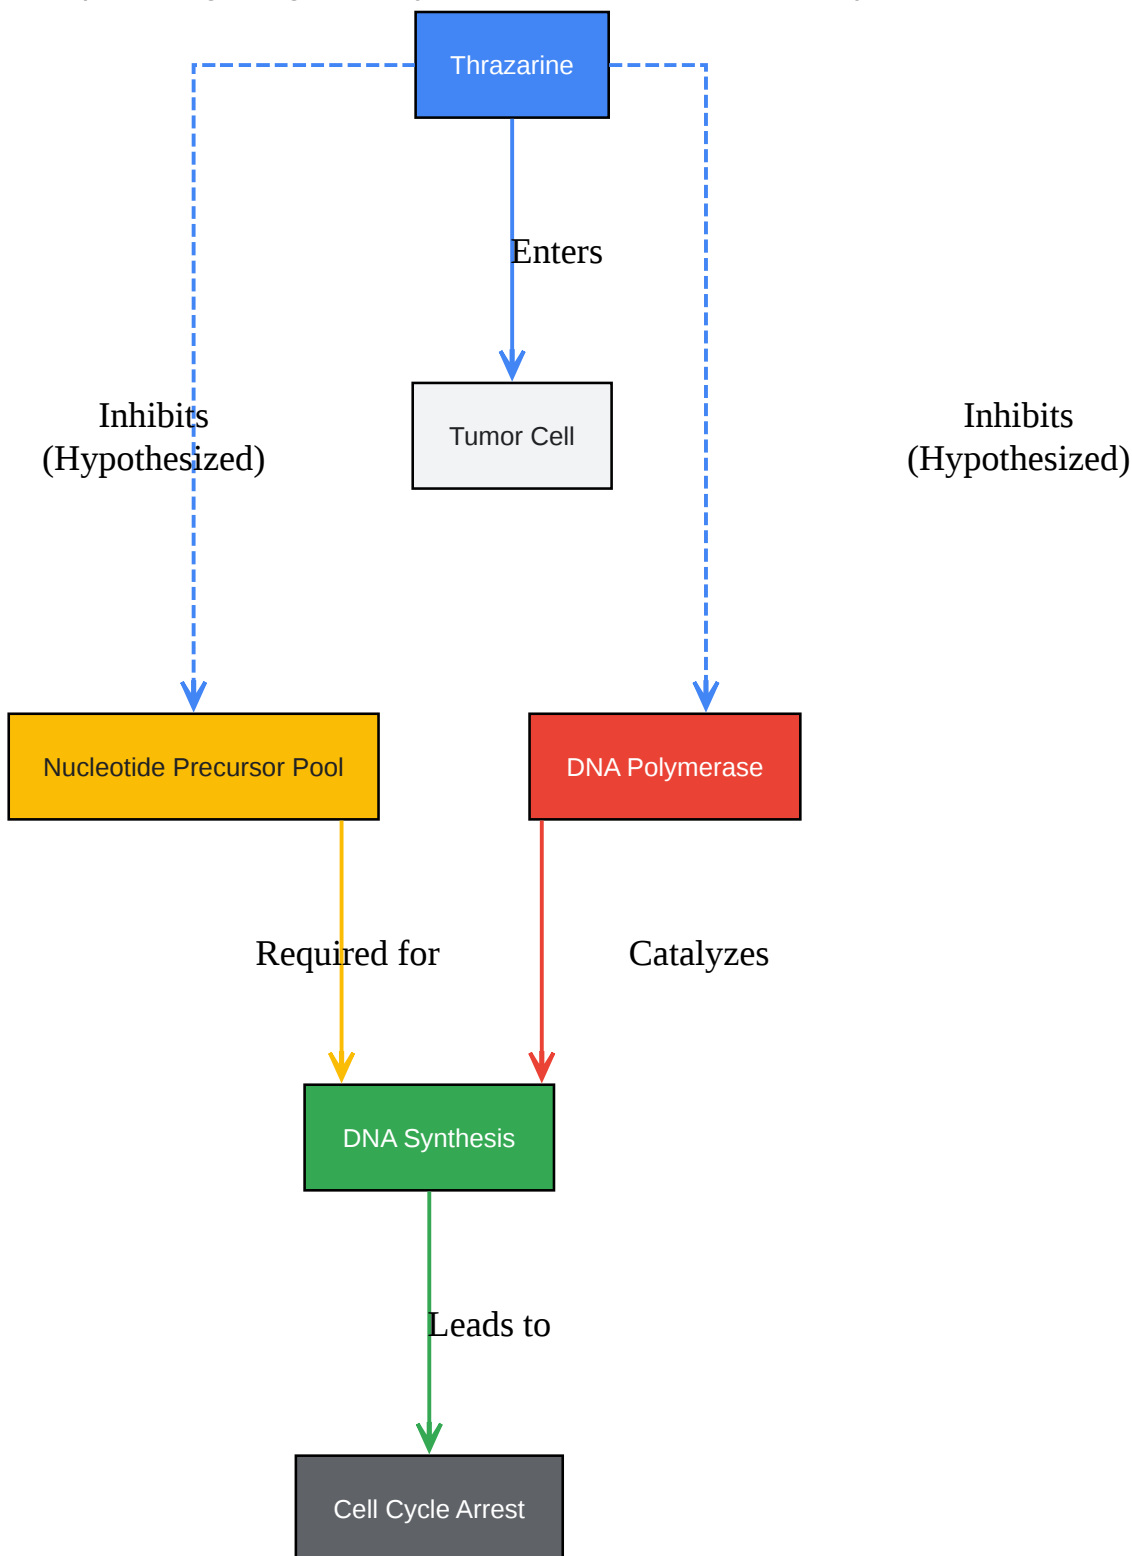 Thrazarine
Enters
Inhibits
(Hypothesized)
Inhibits
(Hypothesized)
Tumor Cell
Nucleotide Precursor Pool
DNA Polymerase
Required for
Catalyzes
DNA Synthesis
Leads to
Cell Cycle Arrest